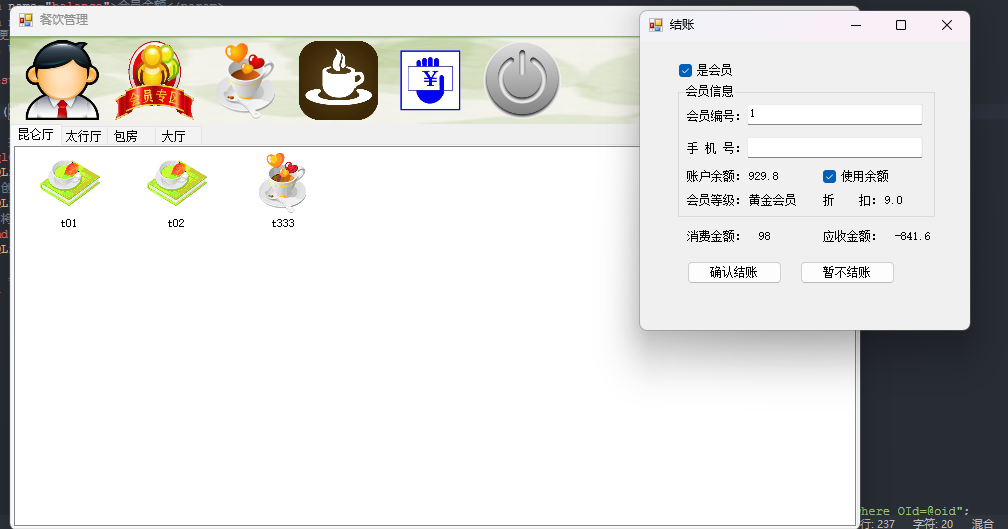 name="balance">会员金额</param>
餐饮管理
会员专区
¥
昆仑厅 太行厅 包房 大厅
t01 t02 t333
结账
是会员
会员信息
会员编号: 1
手 机 号:
账户余额: 929.8 使用余额
会员等级: 黄金会员 折 扣: 9.0
消费金额: 98 应收金额: -841.6
确认结账 暂不结账
here OId=@oid";
行: 237 字符: 20 混合